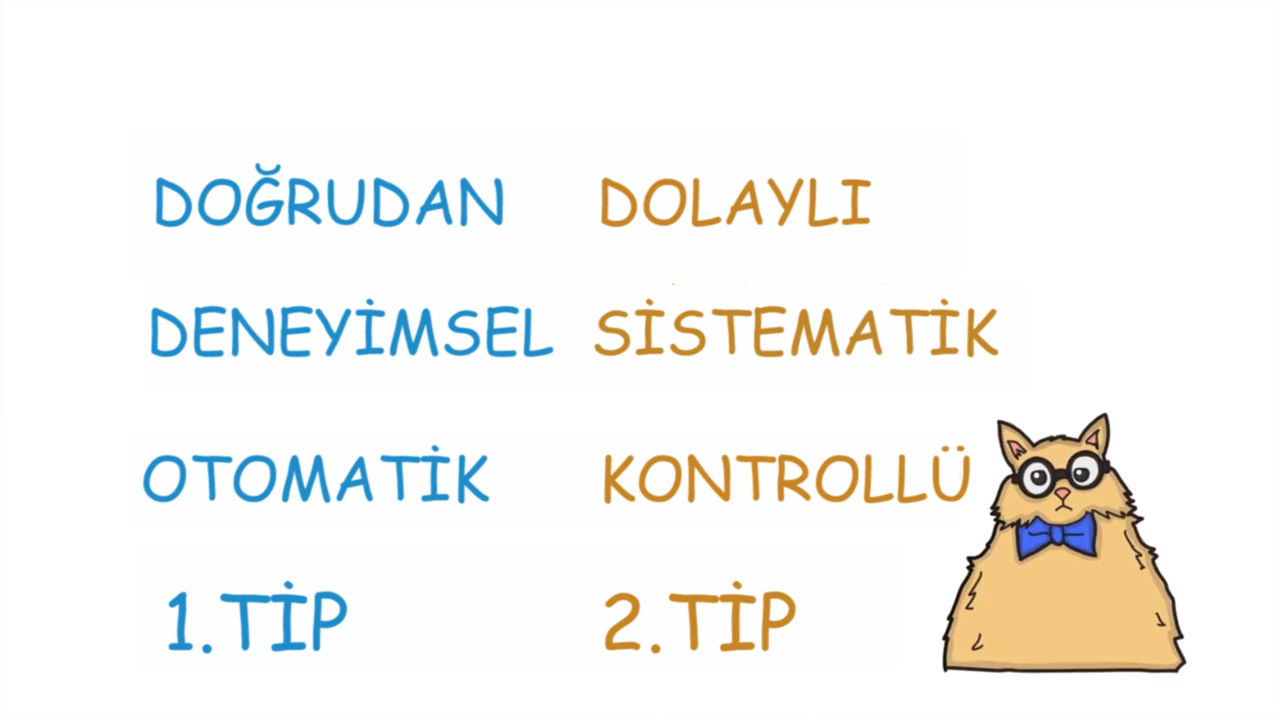 DOĞRUDAN DOLAYLI
DENEYİMSEL SİSTEMATİK
OTOMATİK KONTROLLÜ
1.TİP 2.TİP